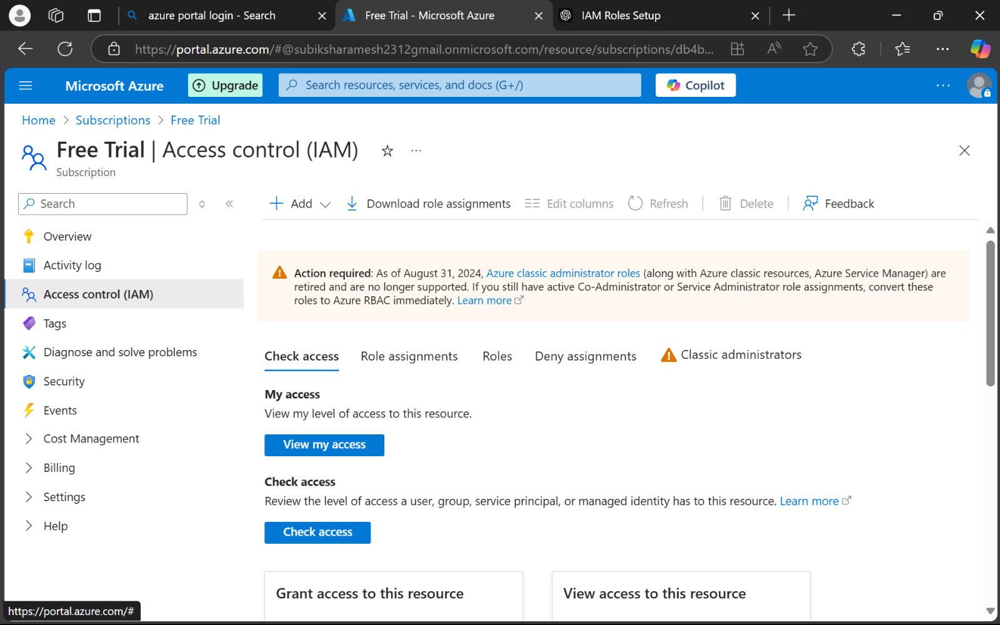 azure portal login - Search
Free Trial - Microsoft Azure
IAM Roles Setup
https://portal.azure.com/#@subiksharamesh2312gmail.onmicrosoft.com/resource/subscriptions/db4b...
Microsoft Azure
Upgrade
Search resources, services, and docs (G+/)
Copilot
Home > Subscriptions > Free Trial
Free Trial | Access control (IAM)
Subscription
Search
Add
Download role assignments
Edit columns
Refresh
Delete
Feedback
Overview
Activity log
Access control (IAM)
Tags
Diagnose and solve problems
Security
Events
Cost Management
Billing
Settings
Help
Action required: As of August 31, 2024, Azure classic administrator roles (along with Azure classic resources, Azure Service Manager) are
retired and are no longer supported. If you still have active Co-Administrator or Service Administrator role assignments, convert these
roles to Azure RBAC immediately. Learn more
Check access
Role assignments
Roles
Deny assignments
Classic administrators
My access
View my level of access to this resource.
View my access
Check access
Review the level of access a user, group, service principal, or managed identity has to this resource. Learn more
Check access
Grant access to this resource
View access to this resource
https://portal.azure.com/#